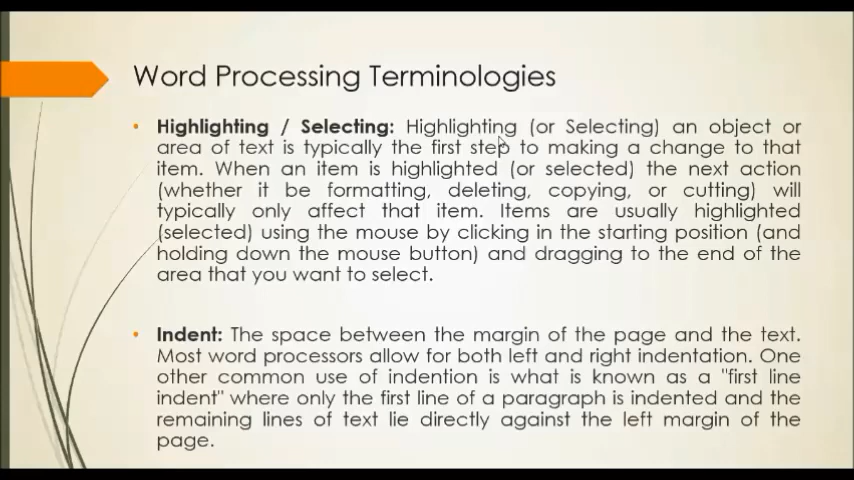 Word Processing Terminologies
• Highlighting / Selecting: Highlighting (or Selecting) an object or
area of text is typically the first step to making a change to that
item. When an item is highlighted (or selected) the next action
(whether it be formatting, deleting, copying, or cutting) will
typically only affect that item. Items are usually highlighted
(selected) using the mouse by clicking in the starting position (and
holding down the mouse button) and dragging to the end of the
area that you want to select.
• Indent: The space between the margin of the page and the text.
Most word processors allow for both left and right indentation. One
other common use of indention is what is known as a "first line
indent" where only the first line of a paragraph is indented and the
remaining lines of text lie directly against the left margin of the
page.